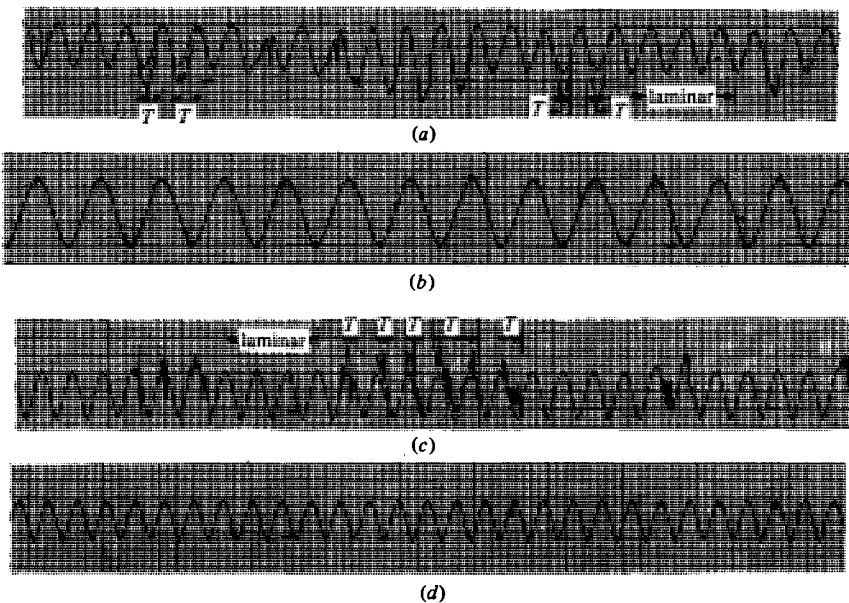 T T T laminar T
(a)
(b)
T T T T T
laminar
(c)
(d)